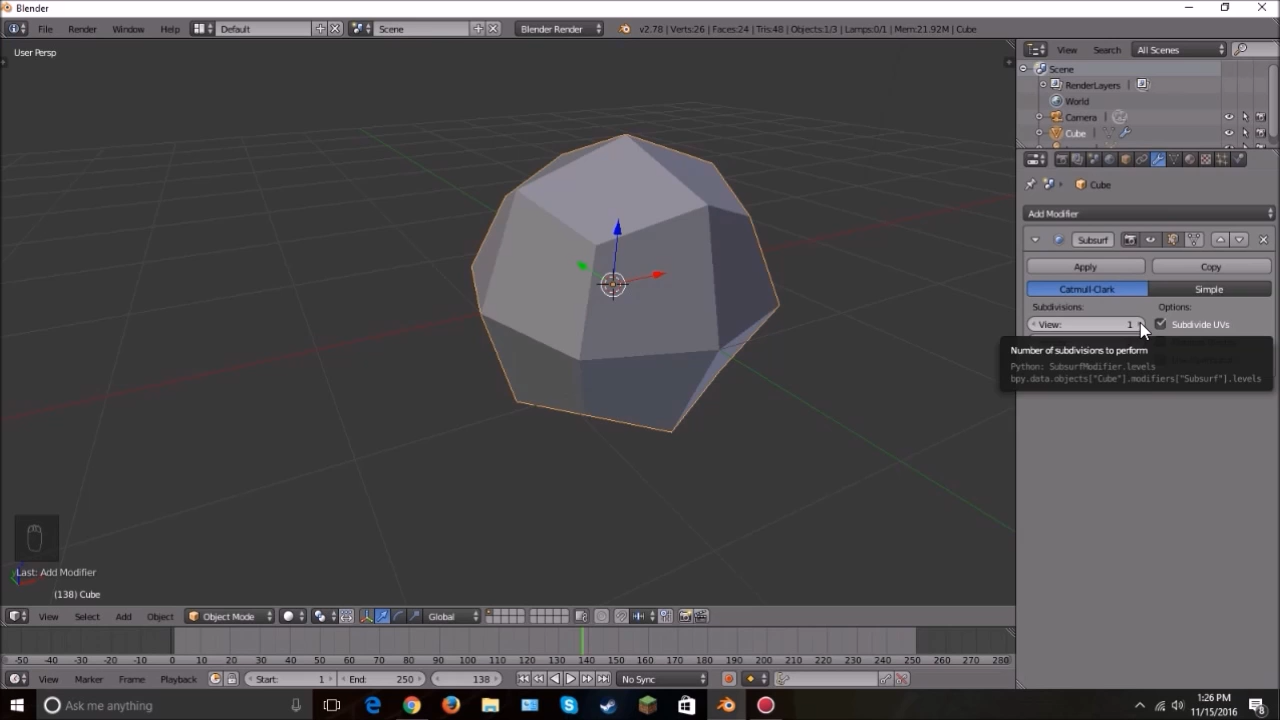 Blender
File Render Window Help Default Scene Blender Render v2.78 | Verts:26 | Faces:24 | Tris:48 | Objects:1/3 | Lamps:0/1 | Mem:21.92M | Cube
User Persp
View Search All Scenes
Scene
RenderLayers
World
Camera
Cube
Cube
Add Modifier
Subsurf
Apply Copy
Catmull-Clark Simple
Subdivisions: Options:
View: 1 Subdivide UVs
Number of subdivisions to perform
Python: SubsurfModifier.levels
bpy.data.objects["Cube"].modifiers["Subsurf"].levels
Last: Add Modifier
(138) Cube
View Select Add Object Object Mode Global
-50 -40 -30 -20 -10 0 10 20 30 40 50 60 70 80 90 100 110 120 130 140 150 160 170 180 190 200 210 220 230 240 250 260 270 280
View Marker Frame Playback Start: 1 End: 250 138 No Sync
Ask me anything
1:26 PM
11/15/2016
8